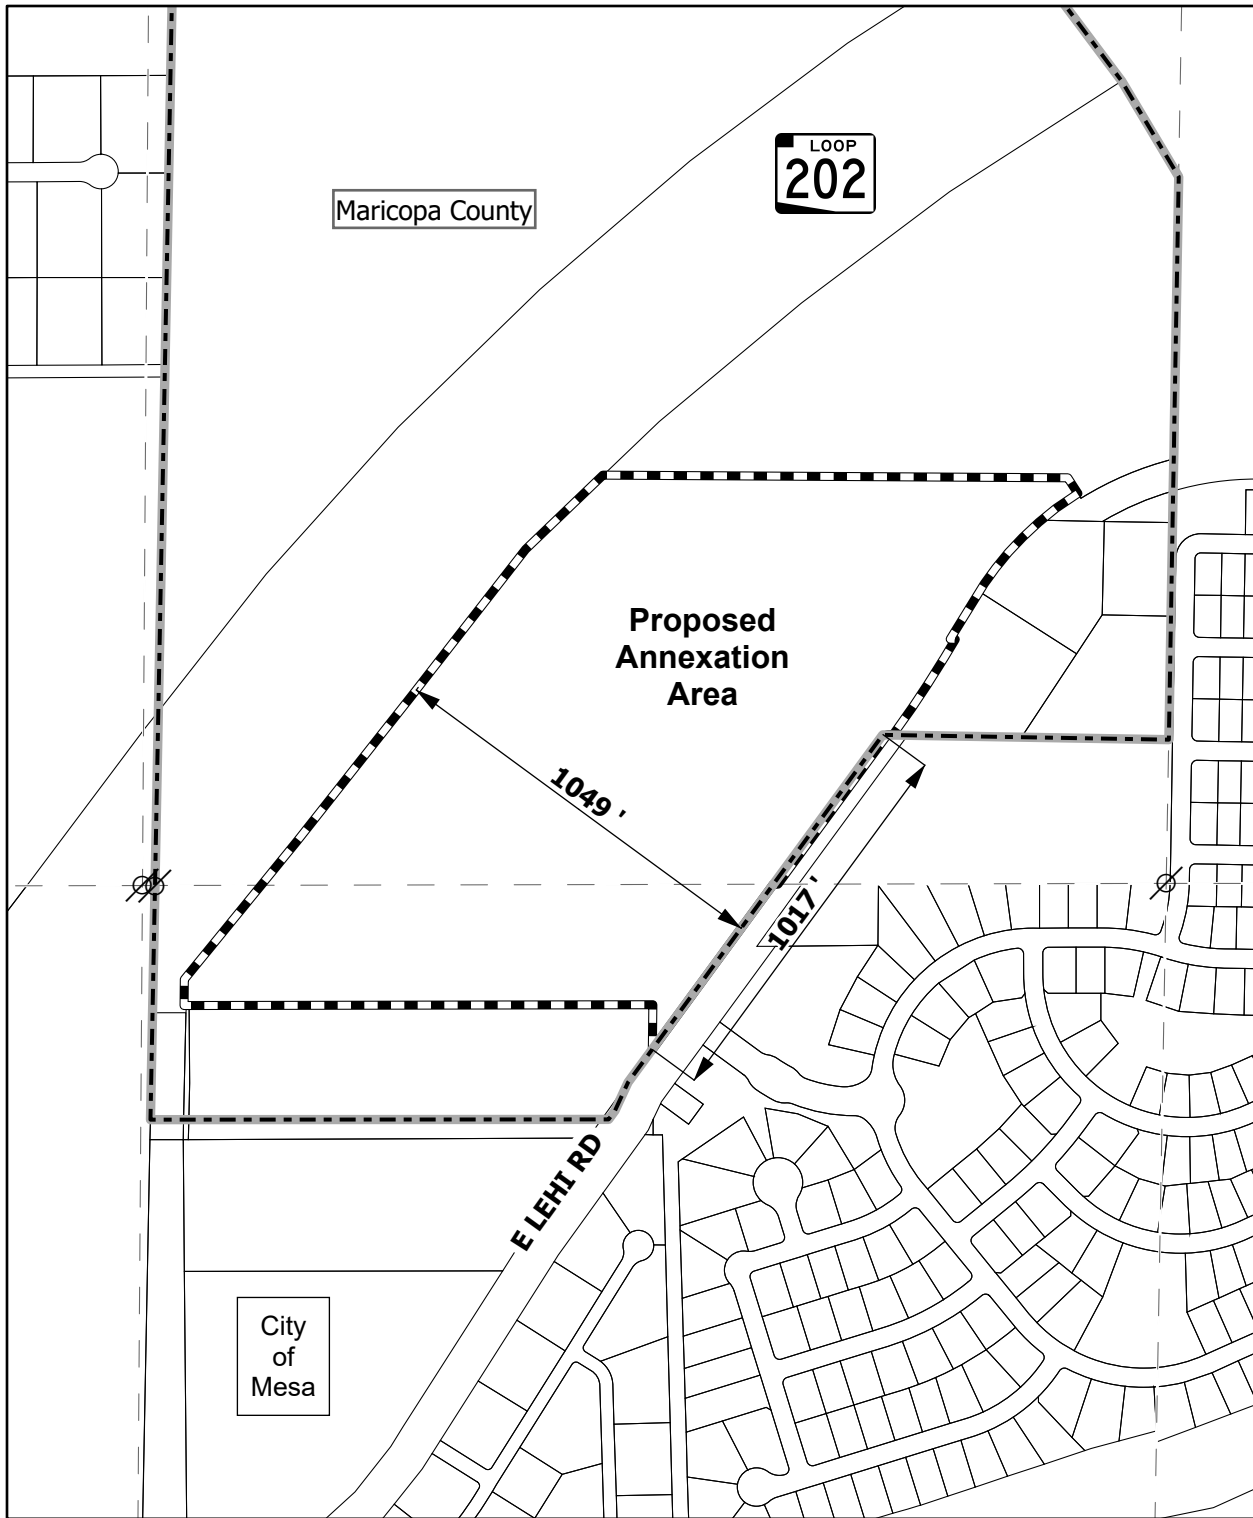 LOOP
202
Maricopa County
Proposed
Annexation
Area
1049 '
1017 '
E LEHI RD
City
of
Mesa